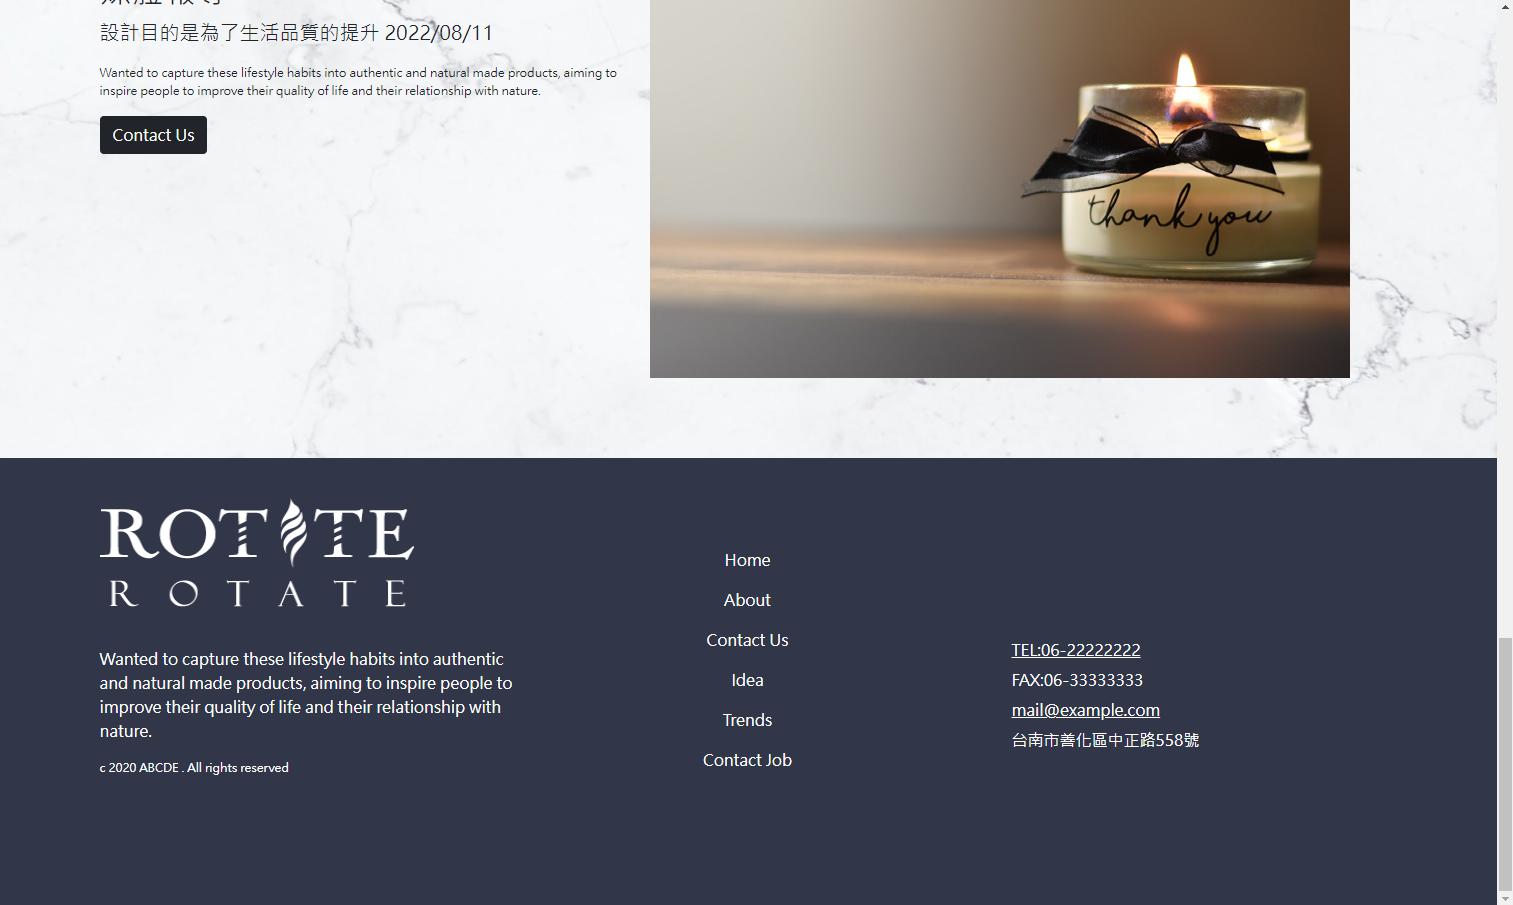 設計目的是為了生活品質的提升 2022/08/11
Wanted to capture these lifestyle habits into authentic and natural made products, aiming to
inspire people to improve their quality of life and their relationship with nature.
Contact Us
thank you
ROTATE
ROTATE
Wanted to capture these lifestyle habits into authentic
and natural made products, aiming to inspire people to
improve their quality of life and their relationship with
nature.
c 2020 ABCDE . All rights reserved
Home
About
Contact Us
Idea
Trends
Contact Job
TEL:06-22222222
FAX:06-33333333
mail@example.com
台南市善化區中正路558號